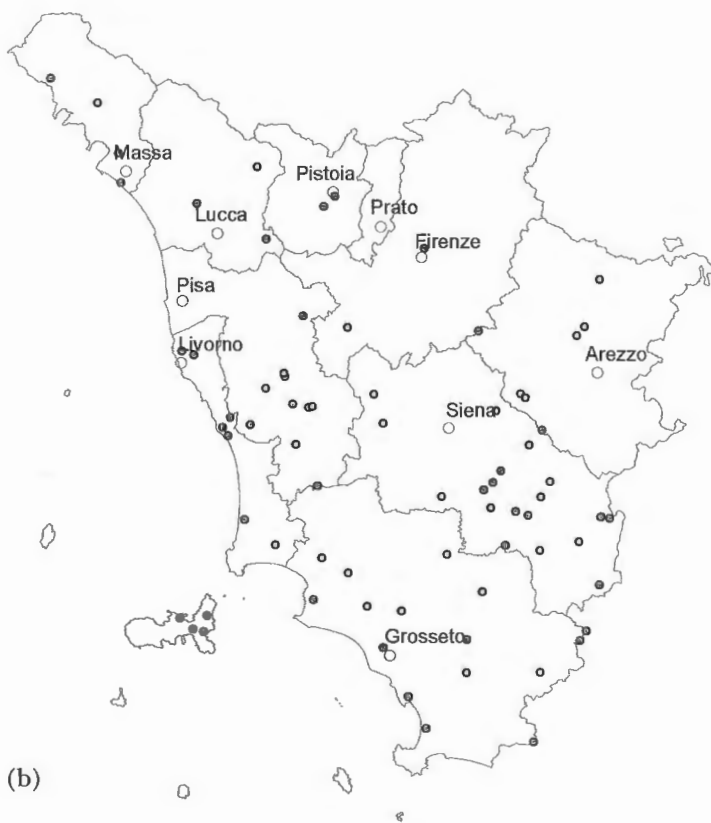 Massa
Pistoia
Lucca
Prato
Firenze
Pisa
Livorno
Arezzo
Siena
Grosseto
(b)